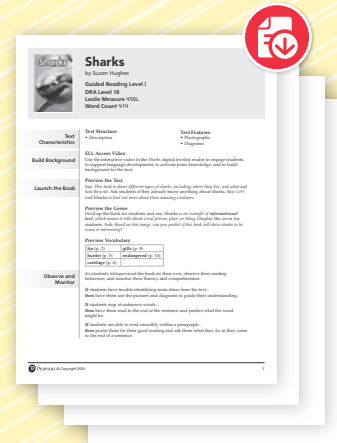 Sharks
Sharks
by Susan Hughes
Guided Reading Level I
DRA Level 16
Lexile Measure 450L
Word Count 414
Text
Characteristics
Text Structure
• Description
Text Features
• Photographs
• Diagrams
Build Background
ELL Access Video
Use the interactive video in the Sharks digital leveled reader to engage students,
to support language development, to activate prior knowledge, and to build
background for the text.
Launch the Book
Preview the Text
Say: This book is about different types of sharks, including where they live, and what and
how they eat. Ask students if they already know anything about sharks. Say: Let's
read Sharks to find out more about these amazing creatures.
Preview the Genre
Hold up the book for students and say: Sharks is an example of informational
text, which means it tells about a real person, place, or thing. Display the cover for
students. Ask: Based on this image, can you predict if this book will show sharks to be
scary or interesting?
Preview Vocabulary
fin (p. 2) gills (p. 9)
hunter (p. 5) endangered (p. 16)
cartilage (p. 6)
Observe and
Monitor
As students whisper-read the book on their own, observe their reading
behaviors, and monitor their fluency and comprehension.
If students have trouble identifying main ideas from the text...
then have them use the pictures and diagrams to guide their understanding.
If students stop at unknown words...
then have them read to the end of the sentence and predict what the word
might be.
If students are able to read smoothly within a paragraph...
then praise them for their good reading and ask them what they do as they come
to the end of a sentence.
Pearson © Copyright 2020
1